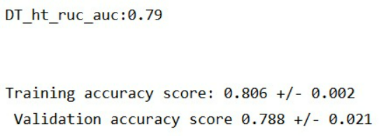 DT_ht_ruc_auc:0.79
Training accuracy score: 0.806 +/- 0.002
Validation accuracy score 0.788 +/- 0.021